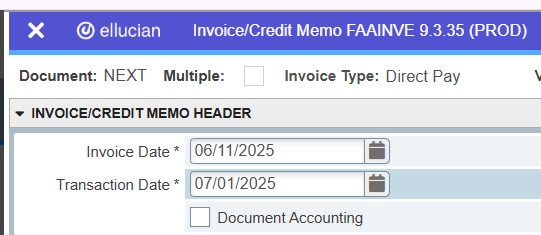 ellucian Invoice/Credit Memo FAAINVE 9.3.35 (PROD)
Document: NEXT Multiple: Invoice Type: Direct Pay
INVOICE/CREDIT MEMO HEADER
Invoice Date * 06/11/2025
Transaction Date * 07/01/2025
Document Accounting